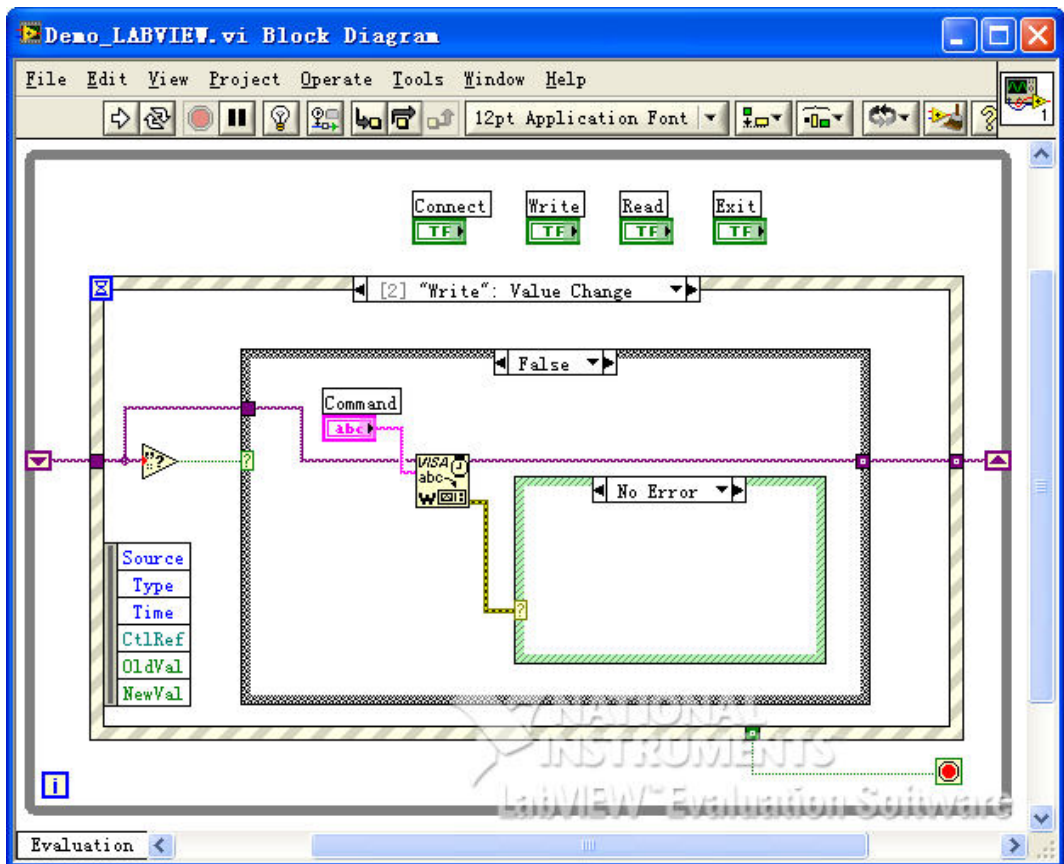 Demo_LABVIEW.vi Block Diagram
File Edit View Project Operate Tools Window Help
12pt Application Font
1
Connect Write Read Exit
TF TF TF TF
[2] "Write": Value Change
False
Command
abc
?
?
VISA
abc
W
No Error
?
Source
Type
Time
CtlRef
OldVal
NewVal
NATIONAL
INSTRUMENTS
LabVIEW™ Evaluation Software
i
Evaluation